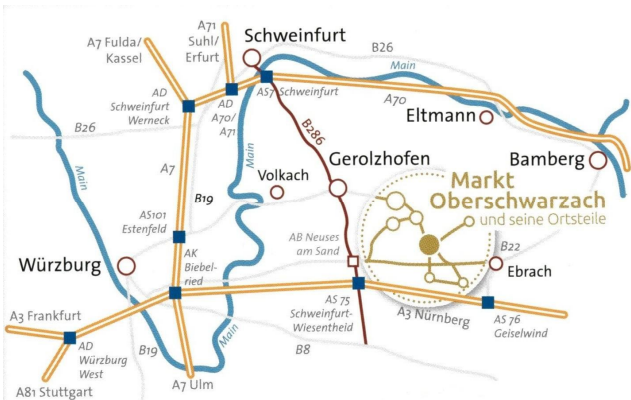 A7 Fulda/
Kassel
A71
Suhl/
Erfurt
Schweinfurt
B26
Main
AD
Schweinfurt
Werneck
AD
A70/
A71
AS7 Schweinfurt
A70
B26
Main
A7
B19
Main
B286
Eltmann
Gerolzhofen
Bamberg
Volkach
Markt
Oberschwarzach
und seine Ortsteile
AS101
Estenfeld
AK
Biebel-
ried
AB Neuses
am Sand
B22
Würzburg
Ebrach
A3 Frankfurt
AD
Würzburg
West
B19
Main
AS 75
Schweinfurt-
Wiesentheid
A3 Nürnberg
AS 76
Geiselwind
B8
A81 Stuttgart
A7 Ulm